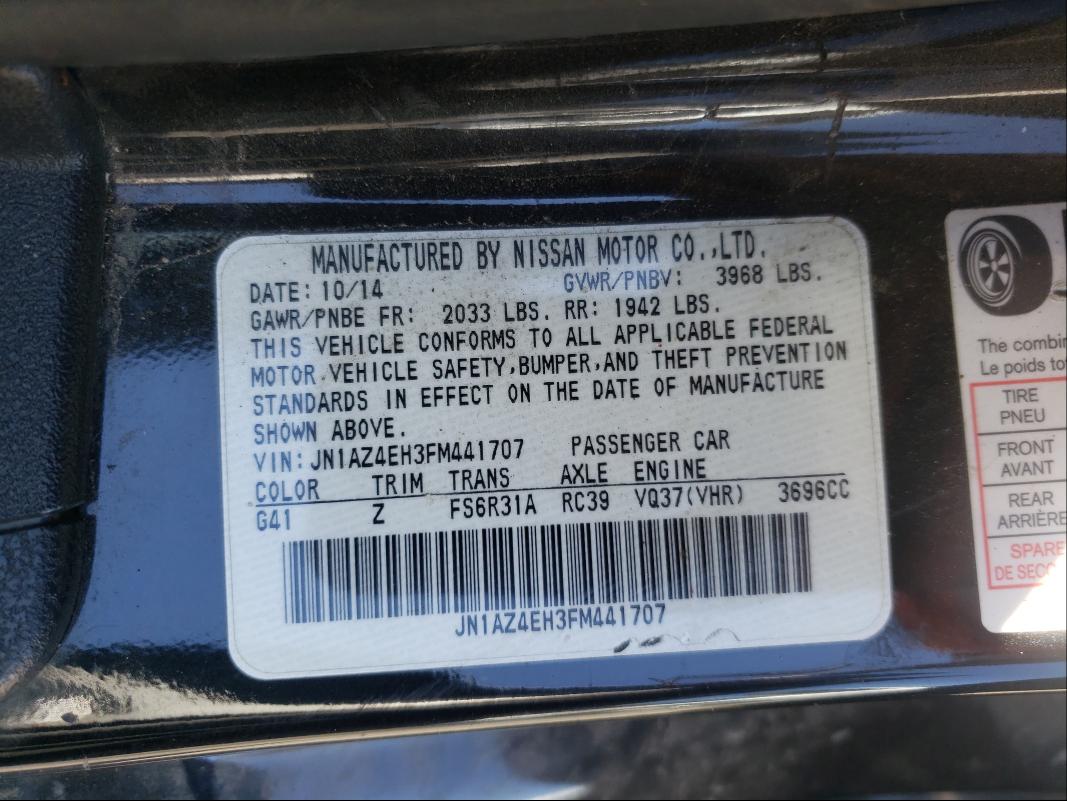 MANUFACTURED BY NISSAN MOTOR CO.,LTD.
DATE: 10/14 GVWR/PNBV: 3968 LBS.
GAWR/PNBE FR: 2033 LBS. RR: 1942 LBS.
THIS VEHICLE CONFORMS TO ALL APPLICABLE FEDERAL
MOTOR VEHICLE SAFETY,BUMPER,AND THEFT PREVENTION
STANDARDS IN EFFECT ON THE DATE OF MANUFACTURE
SHOWN ABOVE.
VIN: JN1AZ4EH3FM441707 PASSENGER CAR
COLOR TRIM TRANS AXLE ENGINE
G41 Z FS6R31A RC39 VQ37(VHR) 3696CC
JN1AZ4EH3FM441707
The
Le poids
TIRE
PNEU
FRONT
AVANT
REAR
ARRIÈRE
SPARE
DE